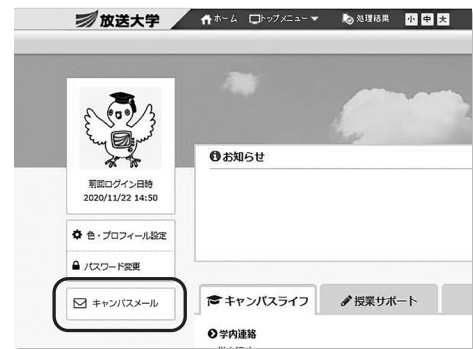 放送大学
ホーム トップメニュー▼ 処理結果 小 中 大
お知らせ
前回ログイン日時
2020/11/22 14:50
色・プロフィール設定
パスワード変更
キャンパスメール
キャンパスライフ 授業サポート
学内連絡